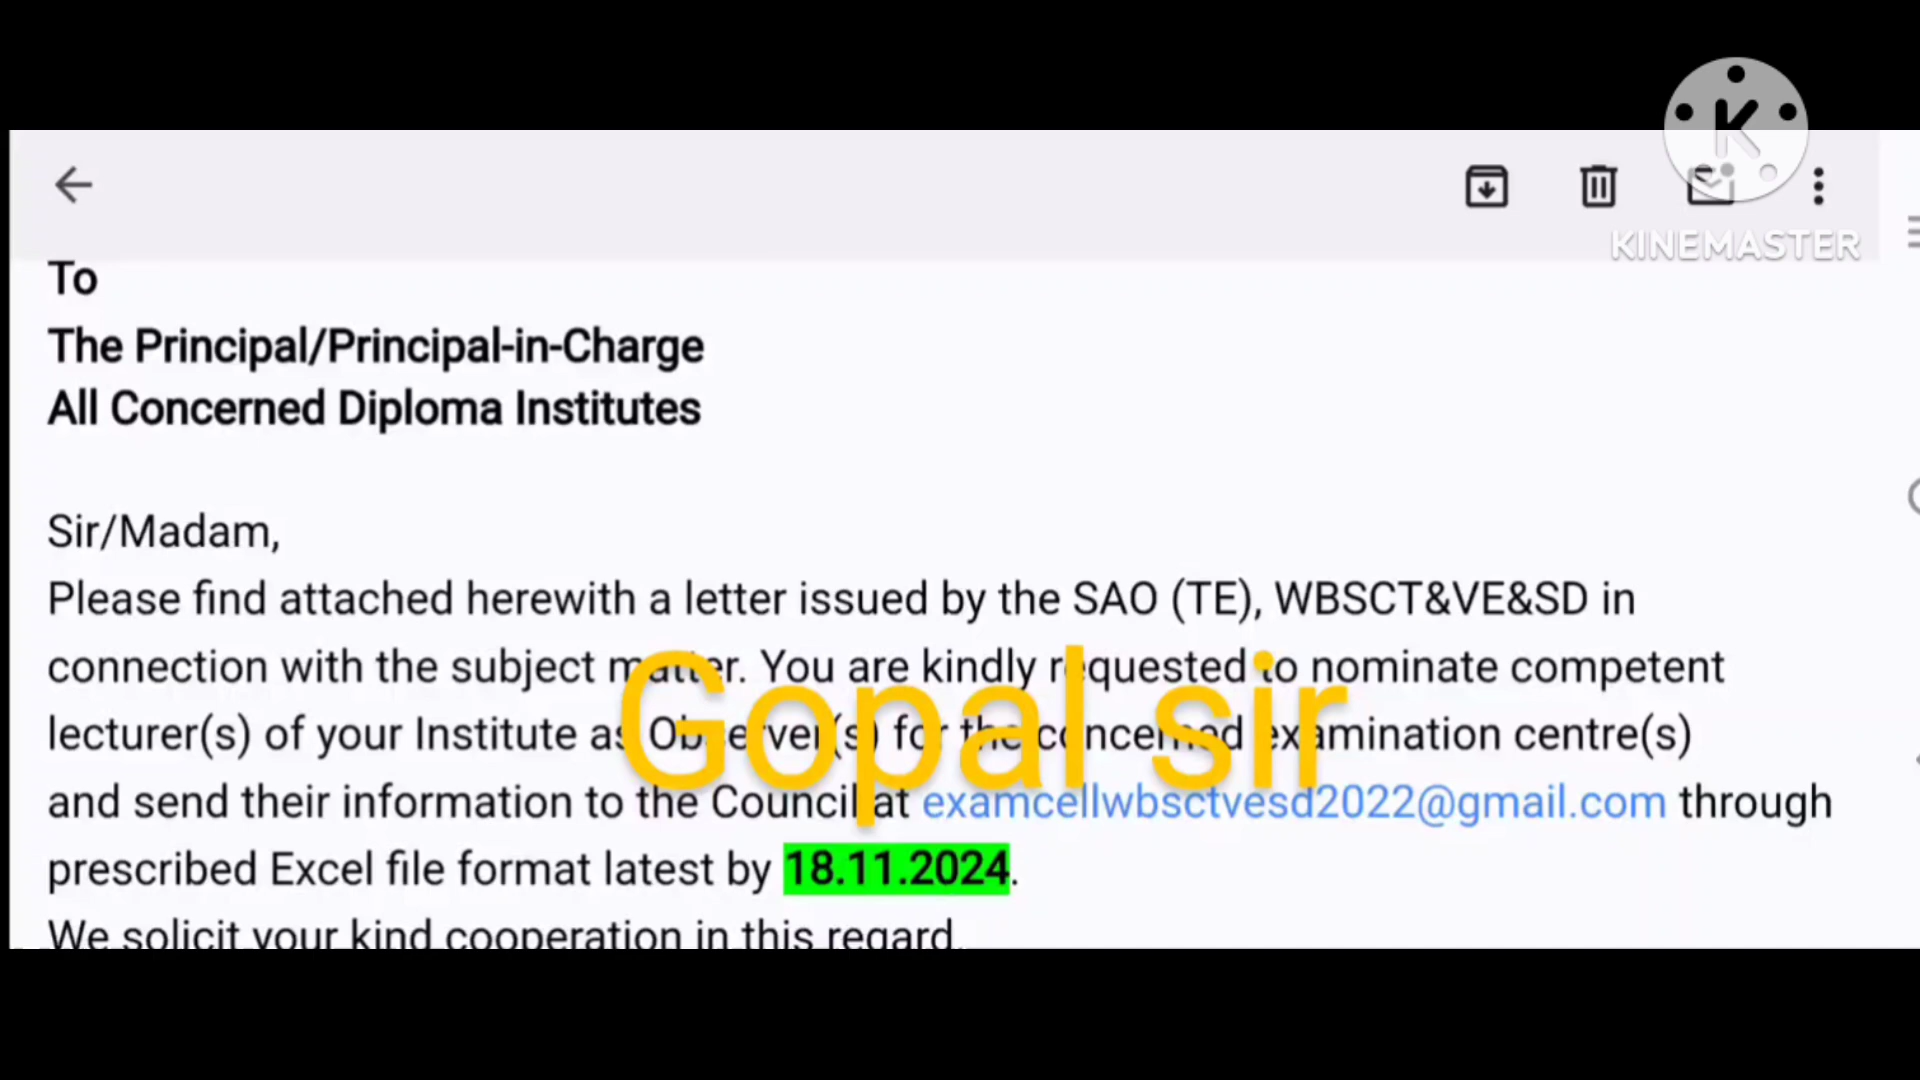 KINEMASTER
To
The Principal/Principal-in-Charge
All Concerned Diploma Institutes
Sir/Madam,
Please find attached herewith a letter issued by the SAO (TE), WBSCT&VE&SD in
connection with the subject matter. You are kindly requested to nominate competent
lecturer(s) of your Institute as Observer(s) for the concerned examination centre(s)
Gopal sir
and send their information to the Council at examcellwbsctvesd2022@gmail.com through
prescribed Excel file format latest by 18.11.2024.
We solicit your kind cooperation in this regard.